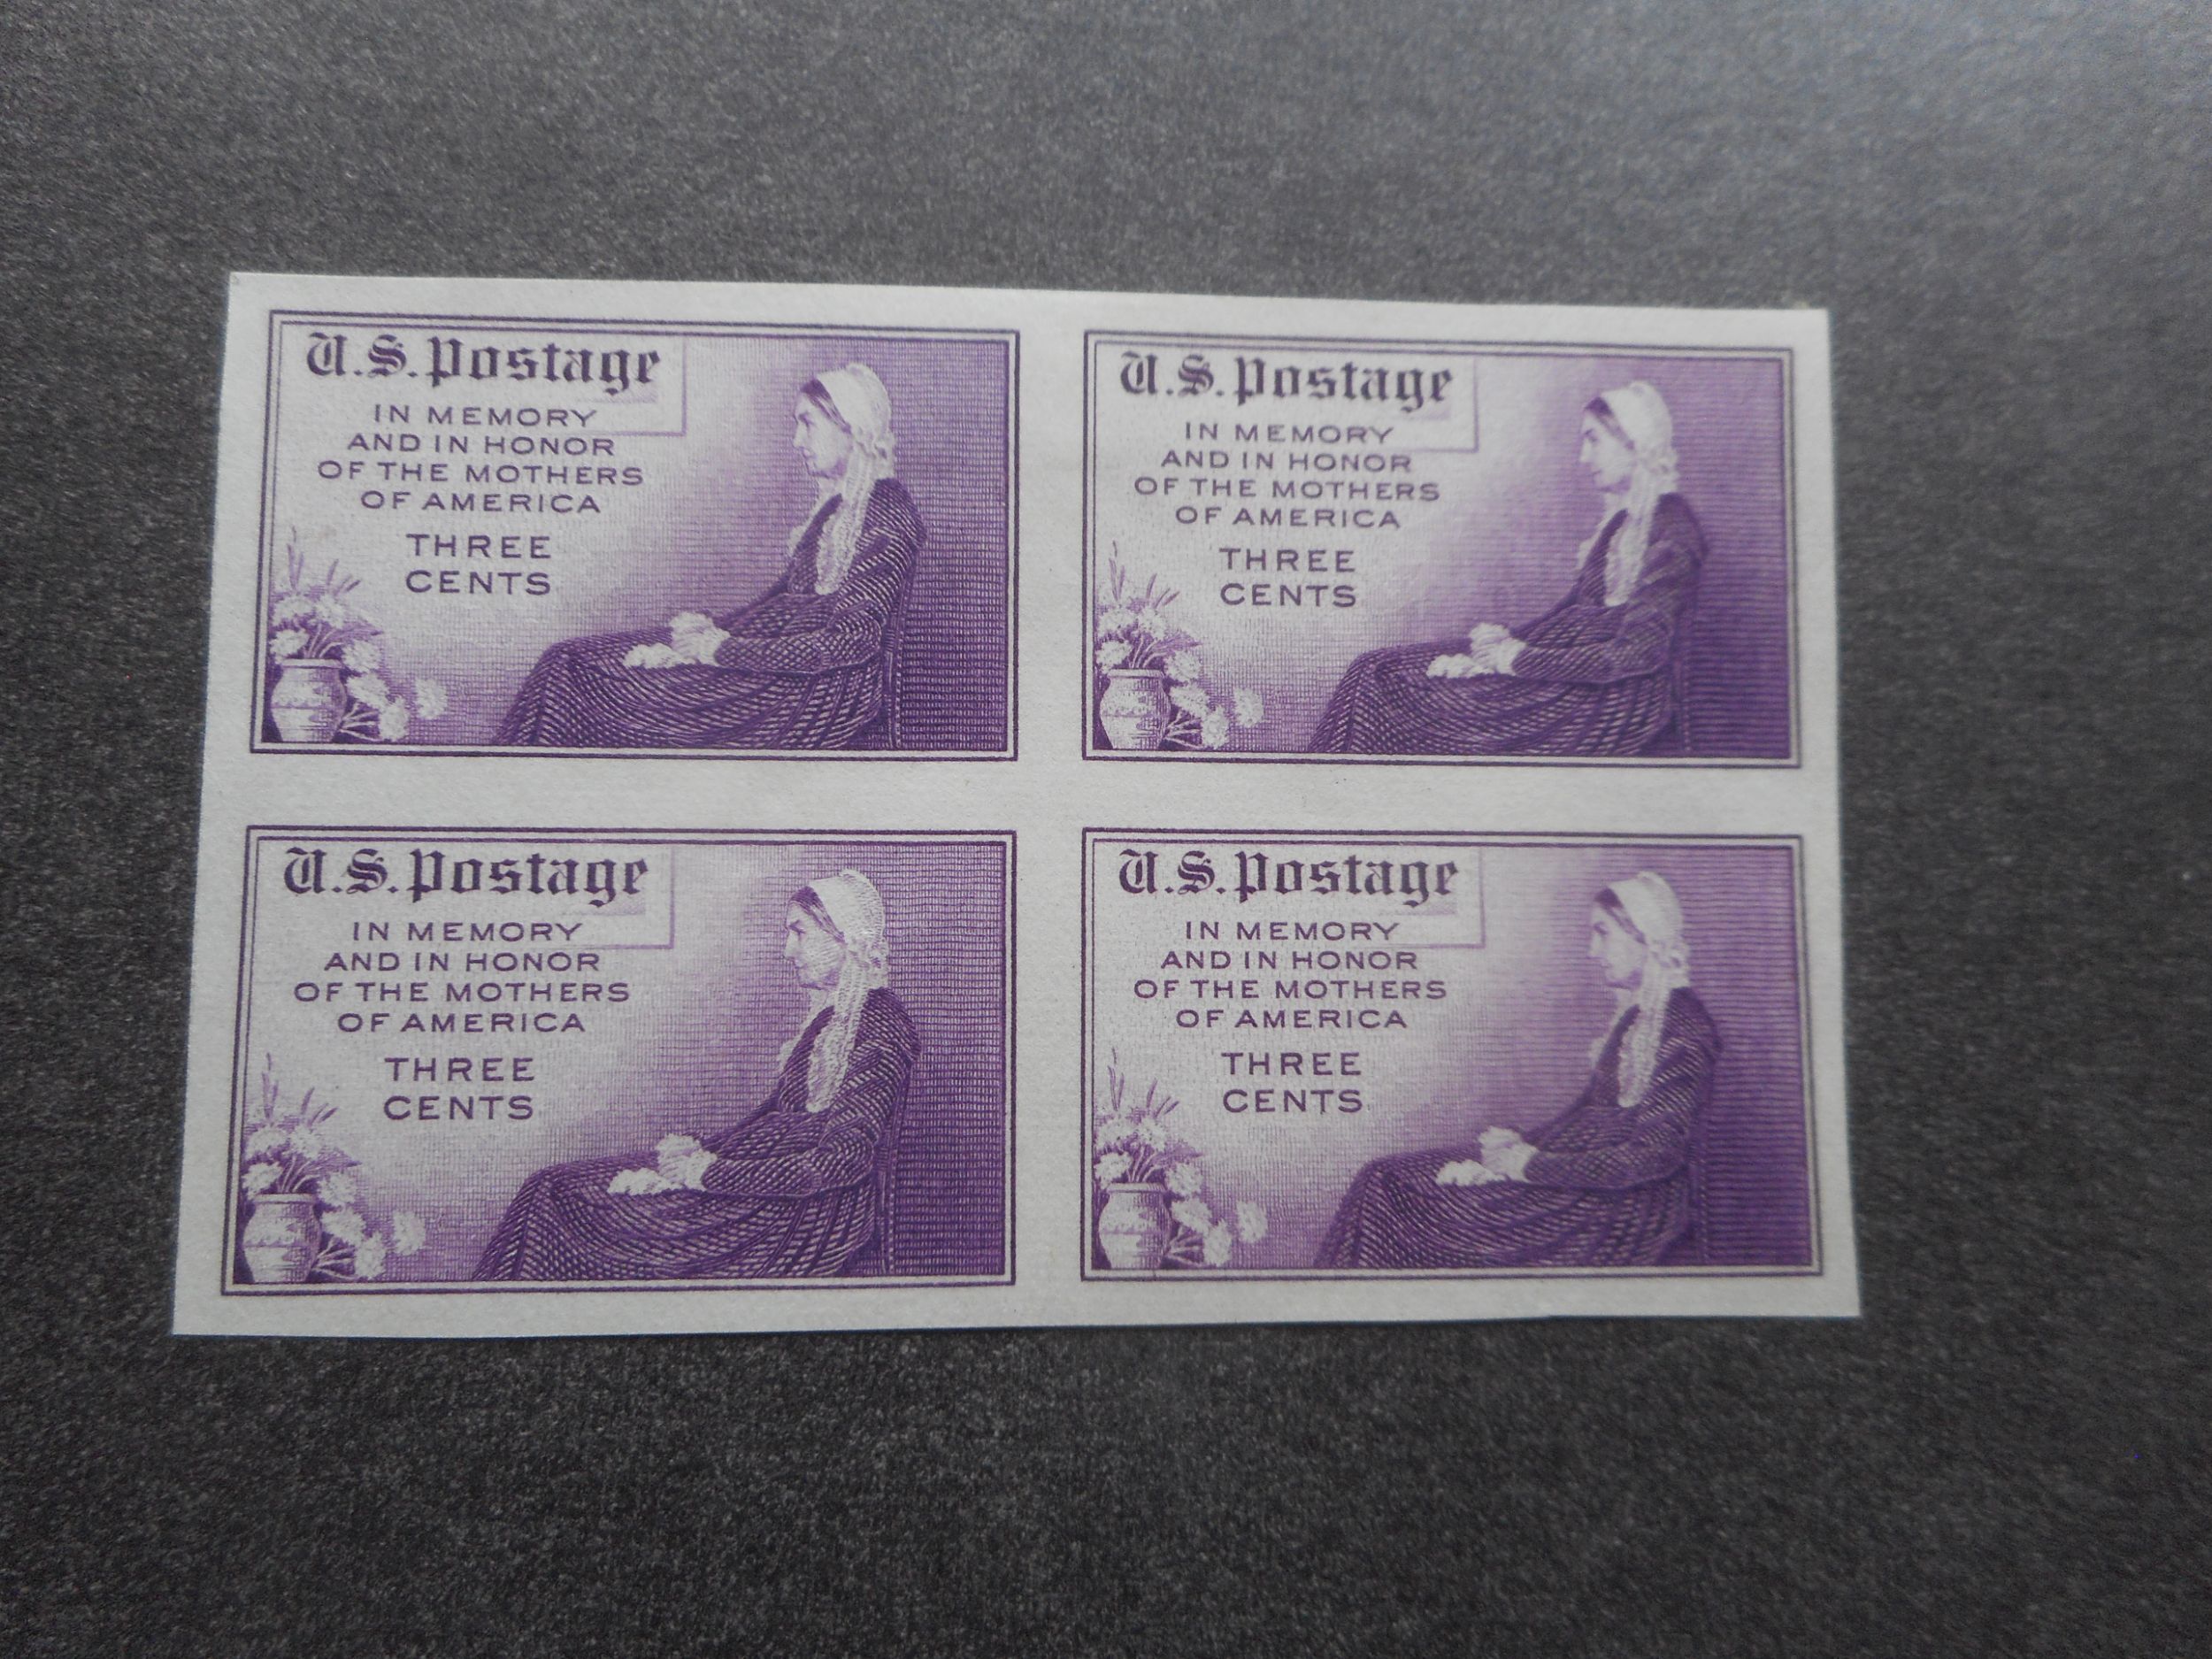 U.S. Postage
IN MEMORY
AND IN HONOR
OF THE MOTHERS
OF AMERICA
THREE
CENTS
U.S. Postage
IN MEMORY
AND IN HONOR
OF THE MOTHERS
OF AMERICA
THREE
CENTS
U.S. Postage
IN MEMORY
AND IN HONOR
OF THE MOTHERS
OF AMERICA
THREE
CENTS
U.S. Postage
IN MEMORY
AND IN HONOR
OF THE MOTHERS
OF AMERICA
THREE
CENTS